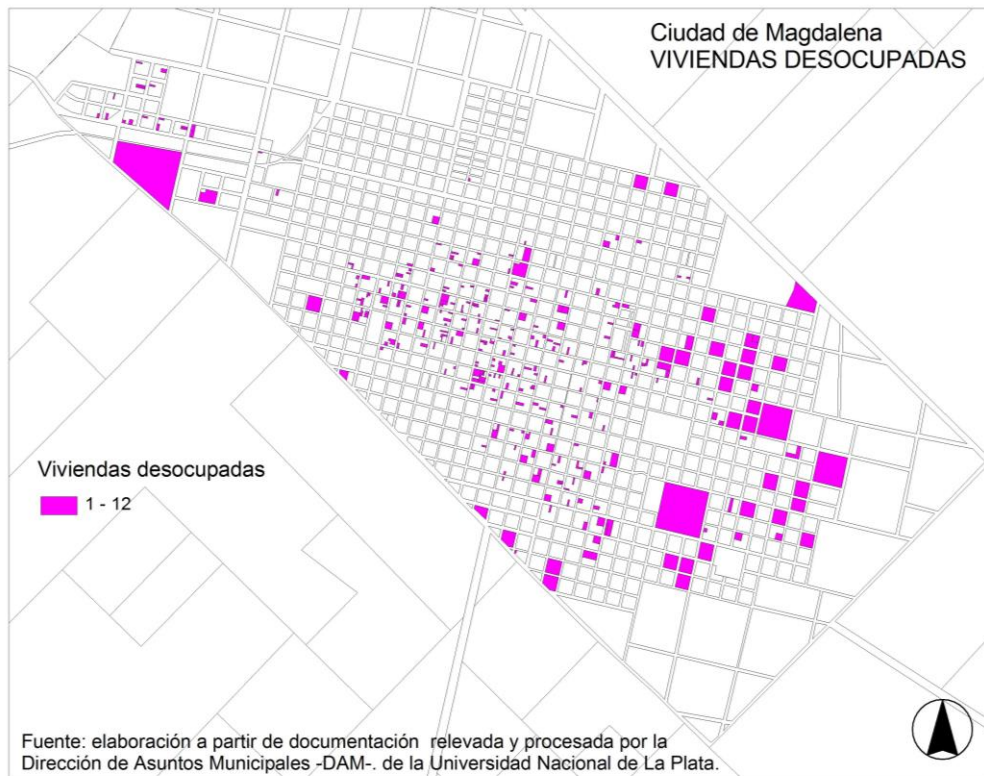 Ciudad de Magdalena
VIVIENDAS DESOCUPADAS
Viviendas desocupadas
1 - 12
Fuente: elaboración a partir de documentación relevada y procesada por la
Dirección de Asuntos Municipales -DAM-. de la Universidad Nacional de La Plata.